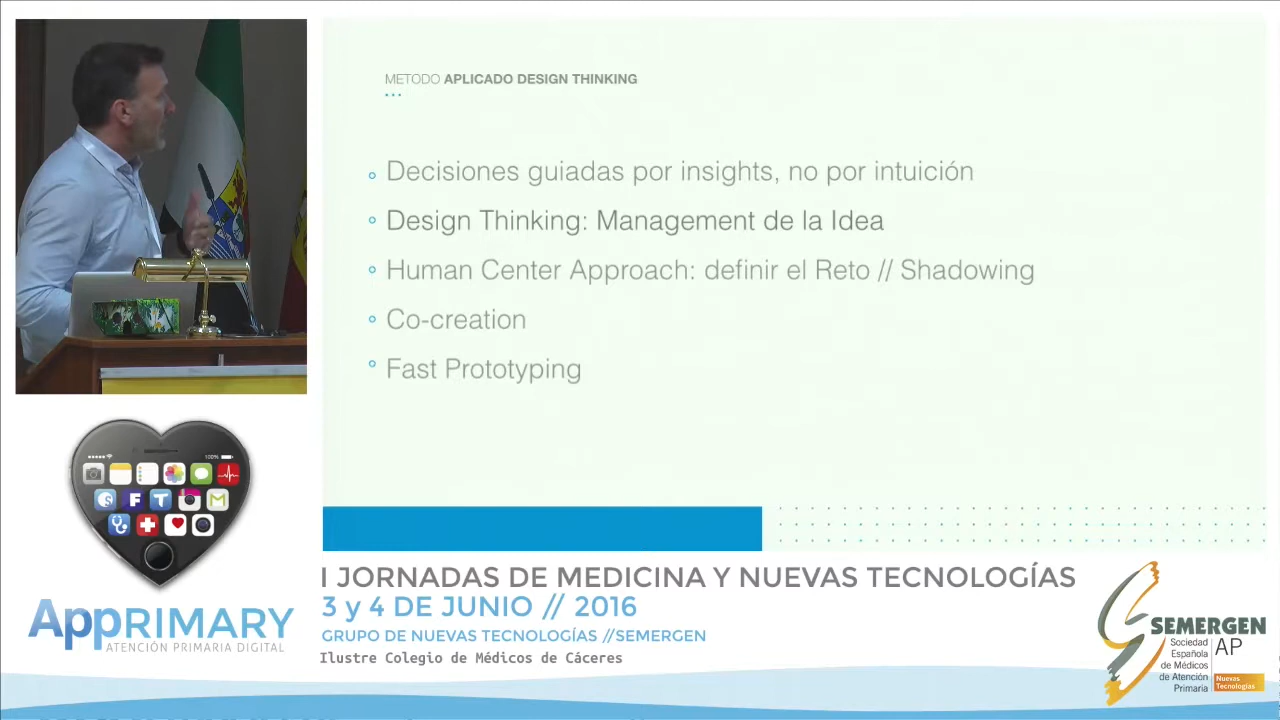 METODO APLICADO DESIGN THINKING
Decisiones guiadas por insights, no por intuición
Design Thinking: Management de la Idea
Human Center Approach: definir el Reto // Shadowing
Co-creation
Fast Prototyping
100%
F
T
M
AppRIMARY
ATENCIÓN PRIMARIA DIGITAL
I JORNADAS DE MEDICINA Y NUEVAS TECNOLOGÍAS
3 y 4 DE JUNIO // 2016
GRUPO DE NUEVAS TECNOLOGÍAS //SEMERGEN
Ilustre Colegio de Médicos de Cáceres
SEMERGEN
Sociedad
Española
de Médicos
de Atención
Primaria
AP
Nuevas
Tecnologías